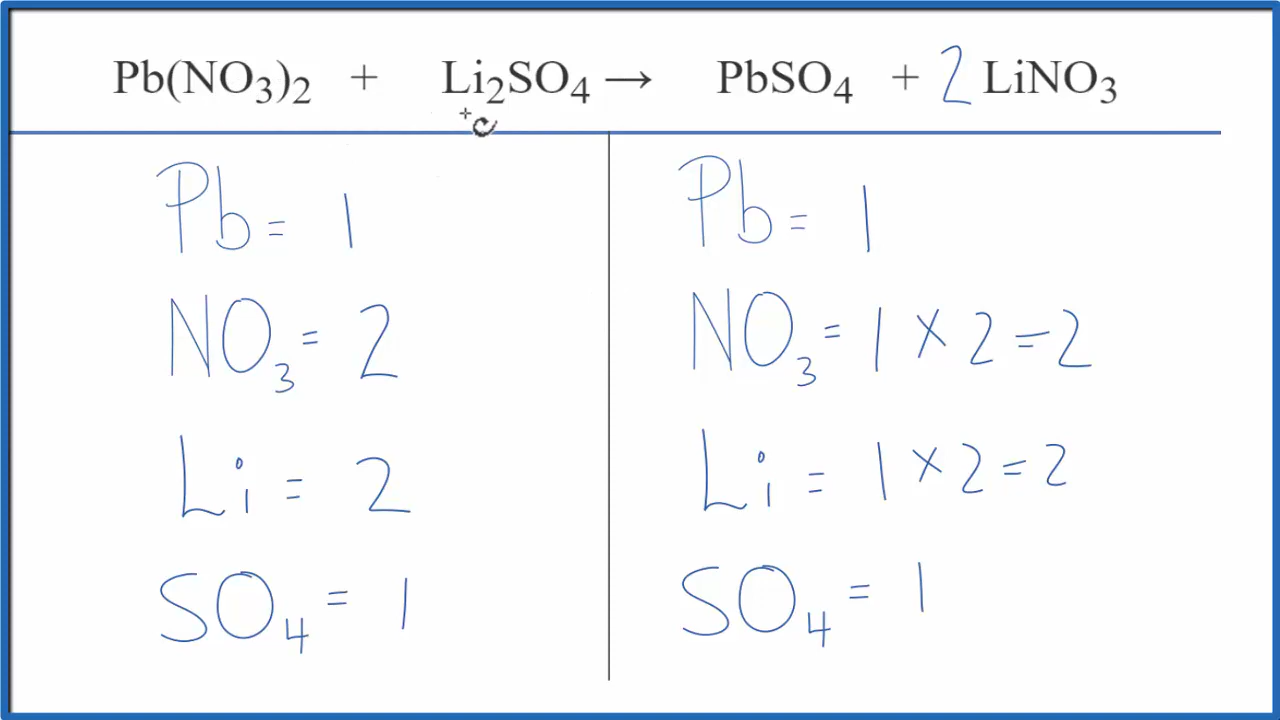 Pb(NO3)2 + Li2SO4 → PbSO4 + 2 LiNO3
Pb = 1
NO3 = 2
Li = 2
SO4 = 1
Pb = 1
NO3 = 1 × 2 = 2
Li = 1 × 2 = 2
SO4 = 1